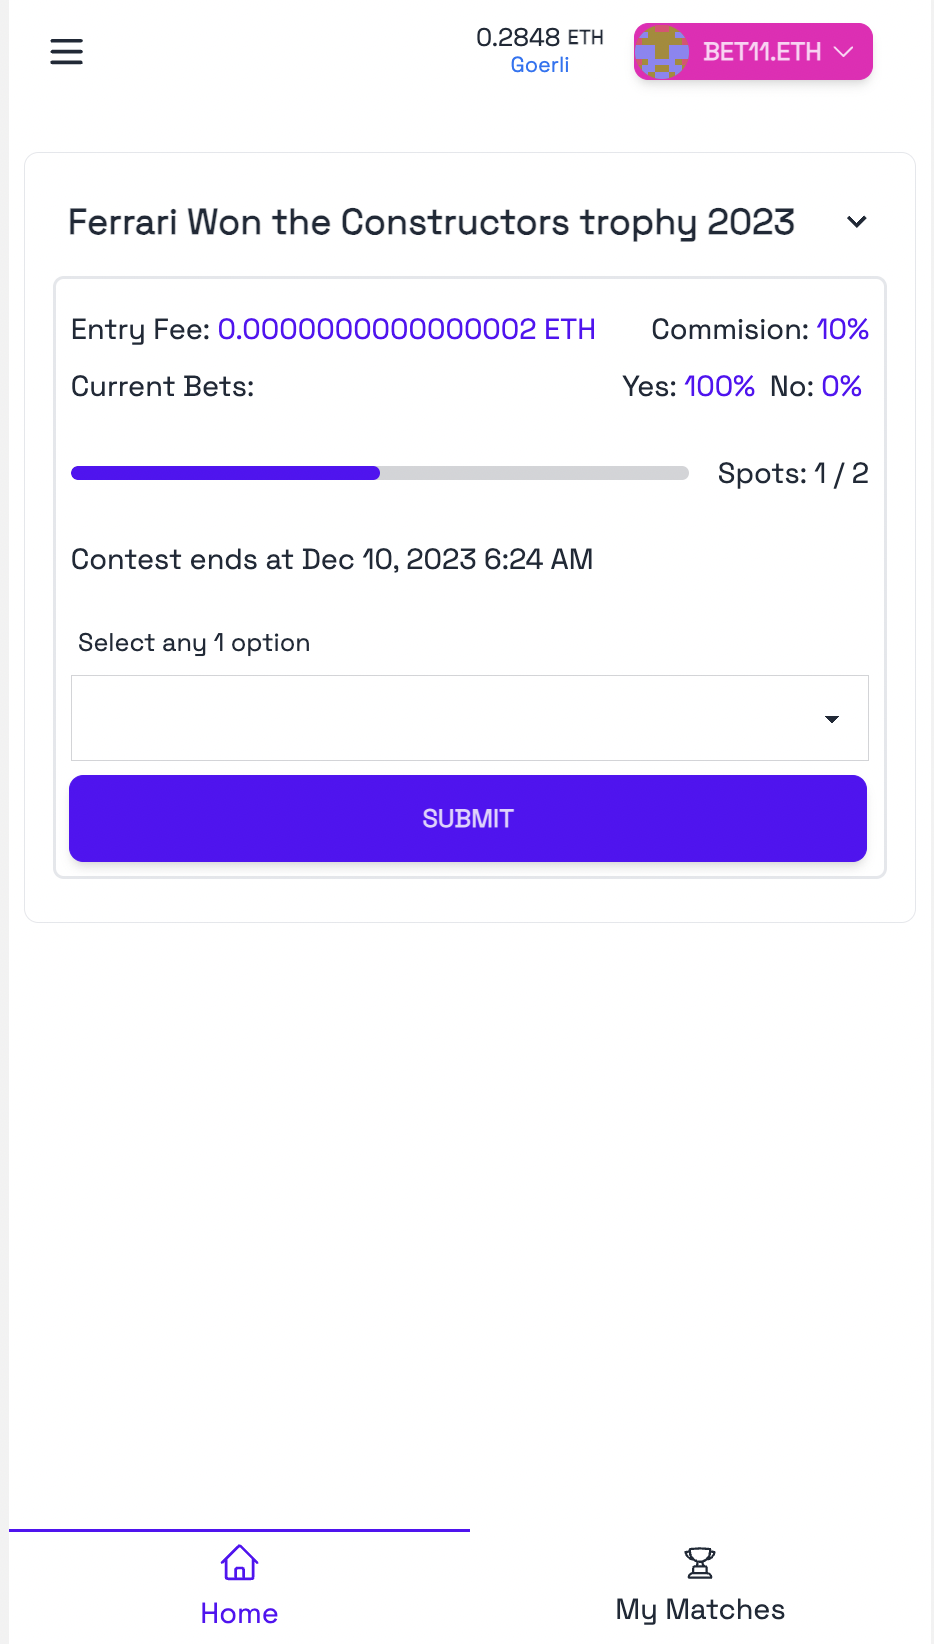 0.2848 ETH
Goerli
BET11.ETH
Ferrari Won the Constructors trophy 2023
Entry Fee: 0.0000000000000002 ETH Commision: 10%
Current Bets: Yes: 100% No: 0%
Spots: 1 / 2
Contest ends at Dec 10, 2023 6:24 AM
Select any 1 option
SUBMIT
Home
My Matches